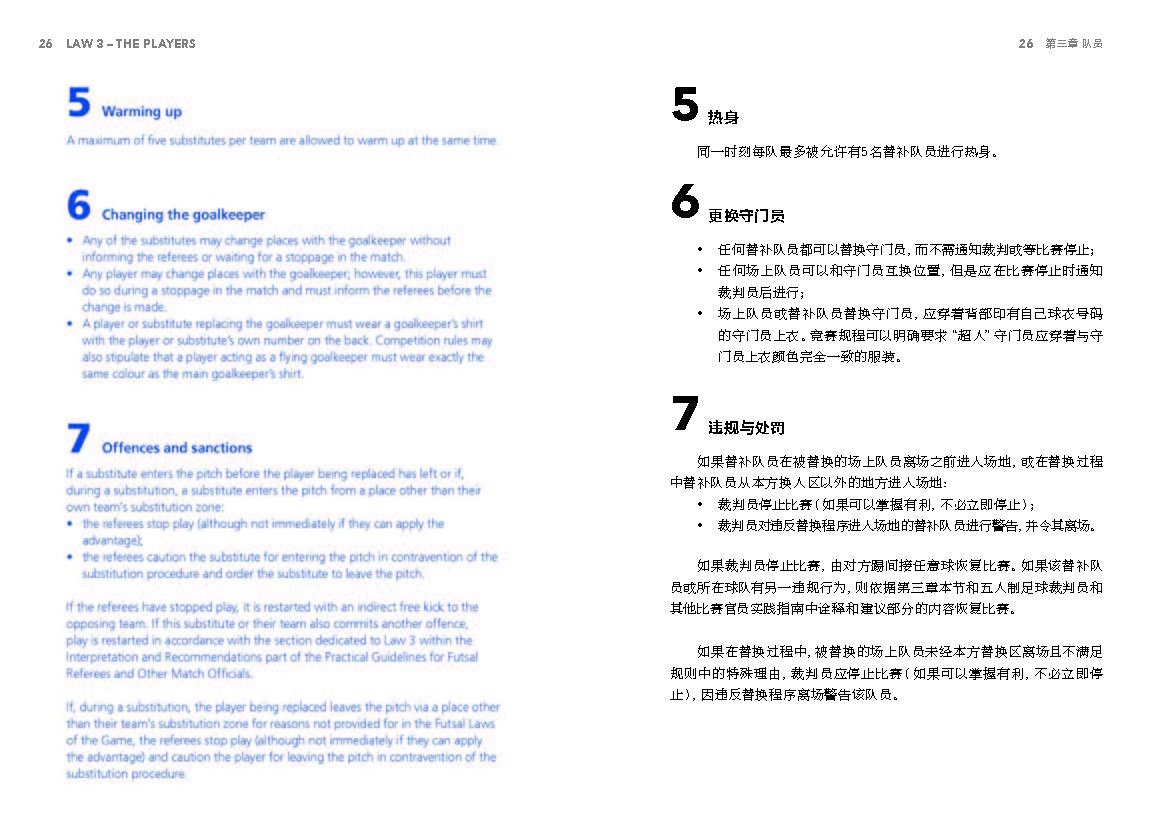 26 LAW 3 – THE PLAYERS
5 Warming up
A maximum of five substitutes per team are allowed to warm up at the same time.
6 Changing the goalkeeper
• Any of the substitutes may change places with the goalkeeper without
informing the referees or waiting for a stoppage in the match.
• Any player may change places with the goalkeeper; however, this player must
do so during a stoppage in the match and must inform the referees before the
change is made.
• A player or substitute replacing the goalkeeper must wear a goalkeeper's shirt
with the player or substitute's own number on the back. Competition rules may
also stipulate that a player acting as a flying goalkeeper must wear exactly the
same colour as the main goalkeeper's shirt.
7 Offences and sanctions
If a substitute enters the pitch before the player being replaced has left or if,
during a substitution, a substitute enters the pitch from a place other than their
own team's substitution zone:
• the referees stop play (although not immediately if they can apply the
advantage);
• the referees caution the substitute for entering the pitch in contravention of the
substitution procedure and order the substitute to leave the pitch.
If the referees have stopped play, it is restarted with an indirect free kick to the
opposing team. If this substitute or their team also commits another offence,
play is restarted in accordance with the section dedicated to Law 3 within the
Interpretation and Recommendations part of the Practical Guidelines for Futsal
Referees and Other Match Officials.
If, during a substitution, the player being replaced leaves the pitch via a place other
than their team's substitution zone for reasons not provided for in the Futsal Laws
of the Game, the referees stop play (although not immediately if they can apply
the advantage) and caution the player for leaving the pitch in contravention of the
substitution procedure.
26 第三章 队员
5 热身
同一时刻每队最多被允许有5名替补队员进行热身。
6 更换守门员
• 任何替补队员都可以替换守门员，而不需通知裁判或等比赛停止；
• 任何场上队员可以和守门员互换位置，但是应在比赛停止时通知
裁判员后进行；
• 场上队员或替补队员替换守门员，应穿着背部印有自己球衣号码
的守门员上衣。竞赛规程可以明确要求“超人”守门员应穿着与守
门员上衣颜色完全一致的服装。
7 违规与处罚
如果替补队员在被替换的场上队员离场之前进入场地，或在替换过程
中替补队员从本方换人区以外的地方进入场地：
• 裁判员停止比赛（如果可以掌握有利，不必立即停止）；
• 裁判员对违反替换程序进入场地的替补队员进行警告，并令其离场。
如果裁判员停止比赛，由对方踢间接任意球恢复比赛。如果该替补队
员或所在球队有另一违规行为，则依据第三章本节和五人制足球裁判员和
其他比赛官员实践指南中诠释和建议部分的内容恢复比赛。
如果在替换过程中，被替换的场上队员未经本方替换区离场且不满足
规则中的特殊理由，裁判员应停止比赛（如果可以掌握有利，不必立即停
止），因违反替换程序离场警告该队员。